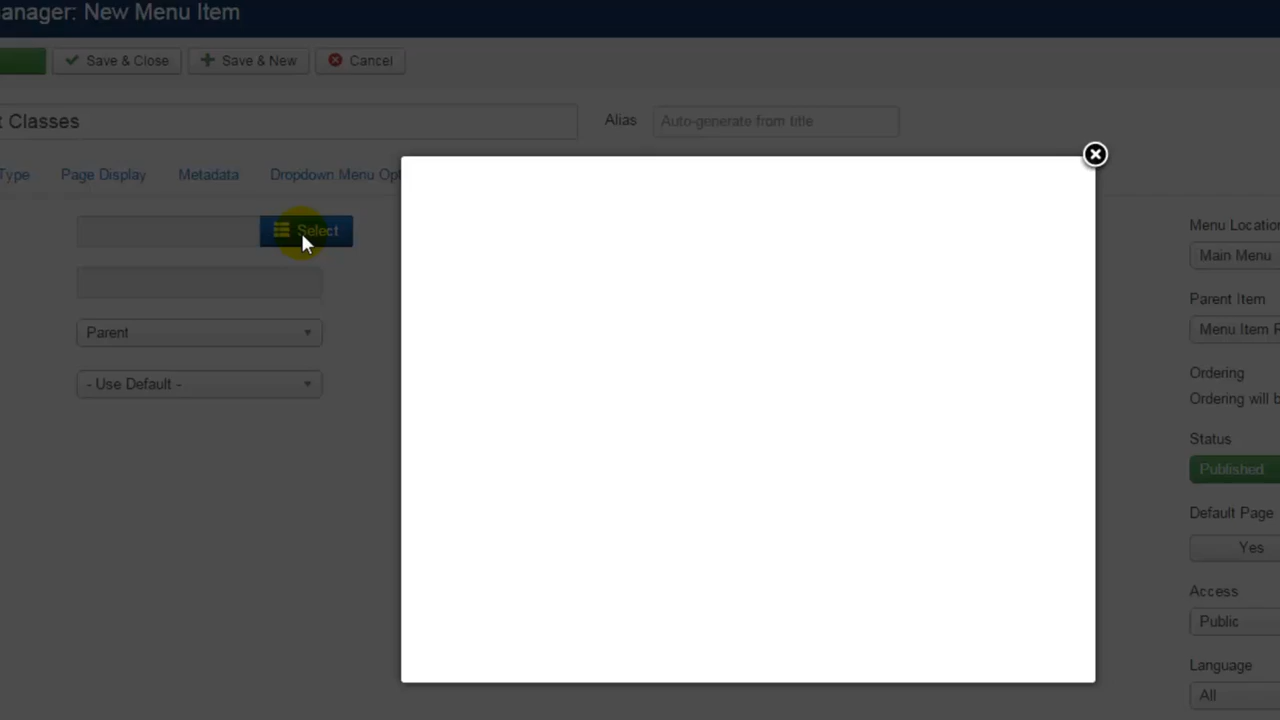 anager: New Menu Item
Save & Close Save & New Cancel
t Classes Alias Auto-generate from title
Type Page Display Metadata Dropdown Menu Opt
Select
Parent
- Use Default -
Menu Locatio
Main Menu
Parent Item
Menu Item R
Ordering
Ordering will b
Status
Published
Default Page
Yes
Access
Public
Language
All